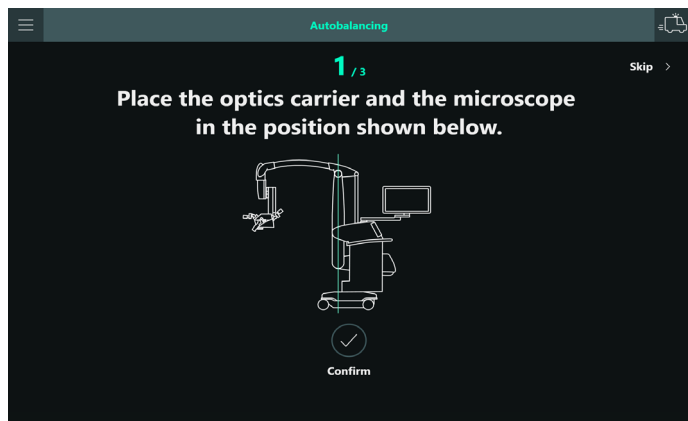 Autobalancing
1 / 3
Skip
Place the optics carrier and the microscope
in the position shown below.
Confirm